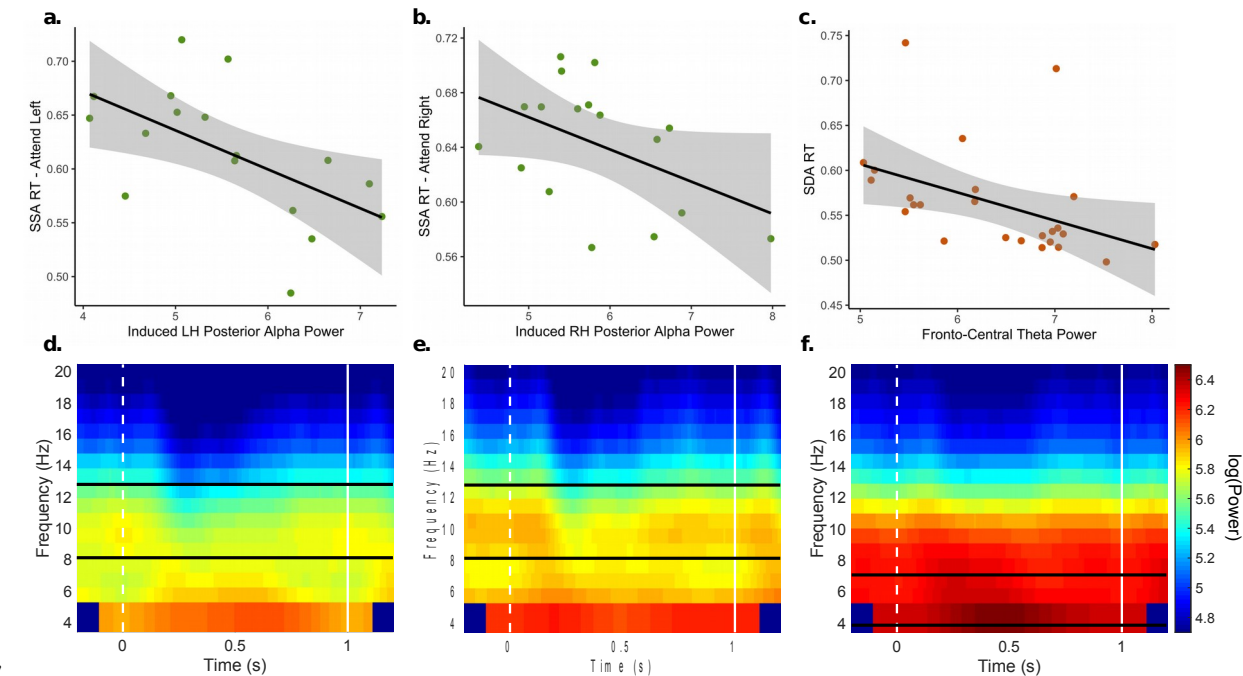 a.
SSA RT - Attend Left
0.70
0.65
0.60
0.55
0.50
4 5 6 7
Induced LH Posterior Alpha Power
b.
SSA RT - Attend Right
0.72
0.68
0.64
0.60
0.56
5 6 7 8
Induced RH Posterior Alpha Power
c.
SDA RT
0.75
0.70
0.65
0.60
0.55
0.50
0.45
5 6 7 8
Fronto-Central Theta Power
d.
Frequency (Hz)
20
18
16
14
12
10
8
6
4
0 0.5 1
Time (s)
e.
Frequency (Hz)
20
18
16
14
12
10
8
6
4
0 0.5 1
Time (s)
f.
Frequency (Hz)
20
18
16
14
12
10
8
6
4
0 0.5 1
Time (s)
6.4
6.2
6
5.8
5.6
5.4
5.2
5
4.8
log(Power)